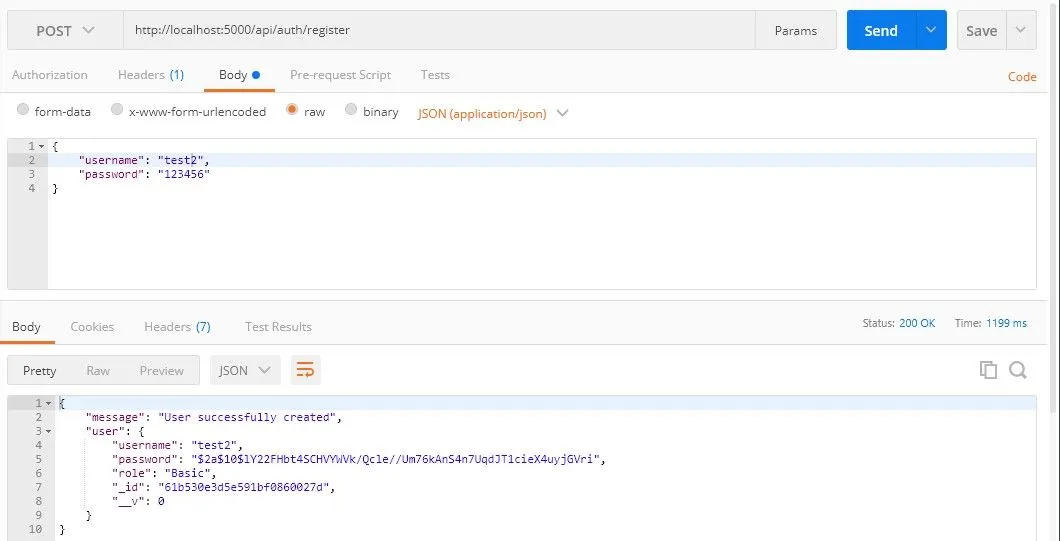 POST http://localhost:5000/api/auth/register Params Send Save
Authorization Headers (1) Body Pre-request Script Tests Code
form-data x-www-form-urlencoded raw binary JSON (application/json)
1 {
2 "username": "test2",
3 "password": "123456"
4 }
Body Cookies Headers (7) Test Results Status: 200 OK Time: 1199 ms
Pretty Raw Preview JSON
1 {
2 "message": "User successfully created",
3 "user": {
4 "username": "test2",
5 "password": "$2a$10$lY22FHbt4SCHVYWVk/Qcle//Um76kAnS4n7UqdJT1cieX4uyjGVri",
6 "role": "Basic",
7 "_id": "61b530e3d5e591bf0860027d",
8 "__v": 0
9 }
10 }